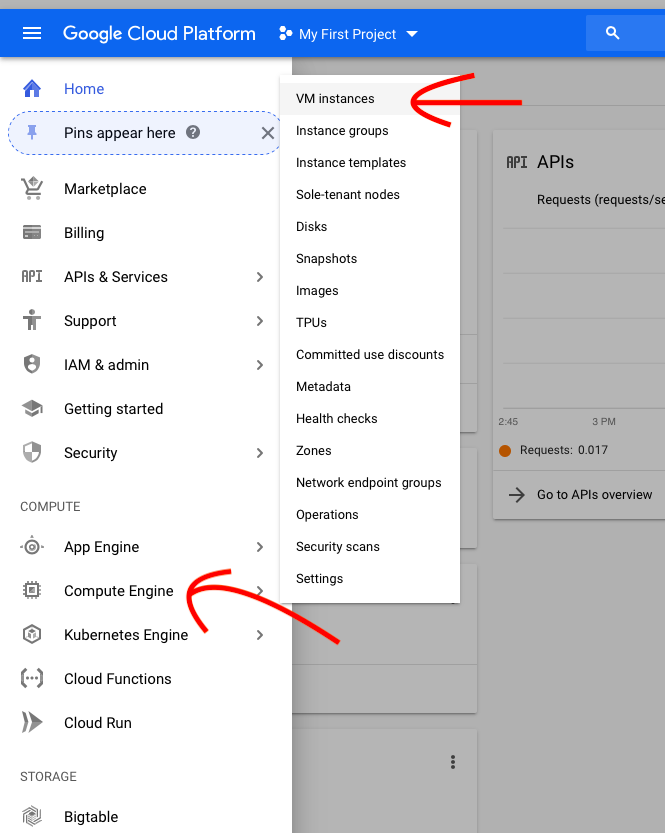 Google Cloud Platform
My First Project
Home
Pins appear here
Marketplace
Billing
API APIs & Services
Support
IAM & admin
Getting started
Security
COMPUTE
App Engine
Compute Engine
Kubernetes Engine
Cloud Functions
Cloud Run
STORAGE
Bigtable
VM instances
Instance groups
Instance templates
Sole-tenant nodes
Disks
Snapshots
Images
TPUs
Committed use discounts
Metadata
Health checks
Zones
Network endpoint groups
Operations
Security scans
Settings
API APIs
Requests (requests/se
2:45 3 PM
Requests: 0.017
Go to APIs overview